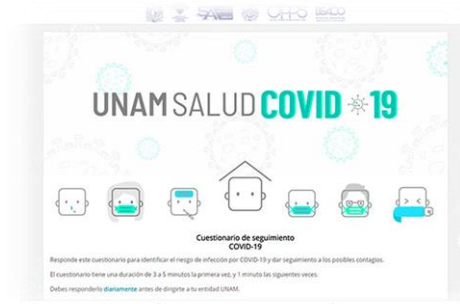 UNAM SALUD COVID 19
Cuestionario de seguimiento
COVID-19
Responde este cuestionario para identificar el riesgo de infección por COVID-19 y dar seguimiento a los posibles contagios.
El cuestionario tiene una duración de 3 a 5 minutos la primera vez, y 1 minuto las siguientes veces.
Debes responderlo diariamente antes de dirigirte a tu entidad UNAM.